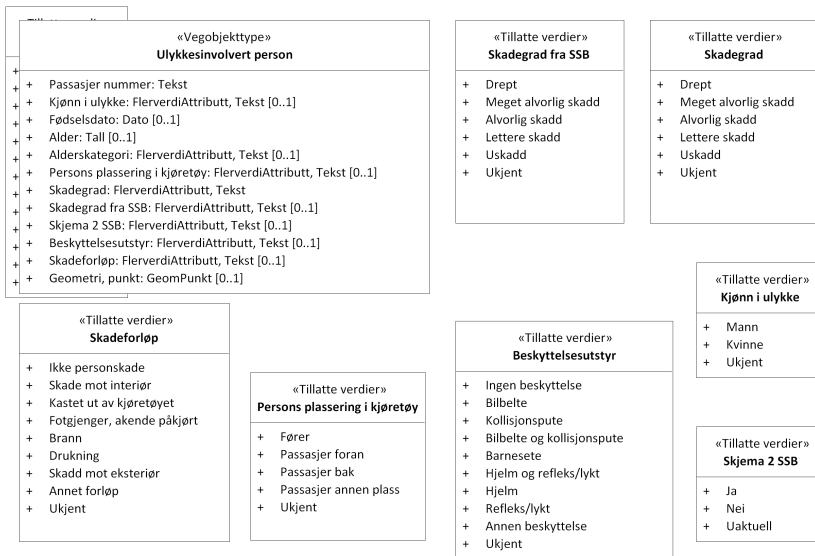 «Vegobjekttype»
Ulykkesinvolvert person
+ Passasjer nummer: Tekst
+ Kjønn i ulykke: FlerverdiAttributt, Tekst [0..1]
+ Fødselsdato: Dato [0..1]
+ Alder: Tall [0..1]
+ Alderskategori: FlerverdiAttributt, Tekst [0..1]
+ Persons plassering i kjøretøy: FlerverdiAttributt, Tekst [0..1]
+ Skadegrad: FlerverdiAttributt, Tekst
+ Skadegrad fra SSB: FlerverdiAttributt, Tekst [0..1]
+ Skjema 2 SSB: FlerverdiAttributt, Tekst [0..1]
+ Beskyttelsesutstyr: FlerverdiAttributt, Tekst [0..1]
+ Skadeforløp: FlerverdiAttributt, Tekst [0..1]
+ Geometri, punkt: GeomPunkt [0..1]
«Tillatte verdier»
Skadegrad fra SSB
+ Drept
+ Meget alvorlig skadd
+ Alvorlig skadd
+ Lettere skadd
+ Uskadd
+ Ukjent
«Tillatte verdier»
Skadegrad
+ Drept
+ Meget alvorlig skadd
+ Alvorlig skadd
+ Lettere skadd
+ Uskadd
+ Ukjent
«Tillatte verdier»
Kjønn i ulykke
+ Mann
+ Kvinne
+ Ukjent
«Tillatte verdier»
Skadeforløp
+ Ikke personskade
+ Skade mot interiør
+ Kastet ut av kjøretøyet
+ Fotgjenger, akende påkjørt
+ Brann
+ Drukning
+ Skadd mot eksteriør
+ Annet forløp
+ Ukjent
«Tillatte verdier»
Persons plassering i kjøretøy
+ Fører
+ Passasjer foran
+ Passasjer bak
+ Passasjer annen plass
+ Ukjent
«Tillatte verdier»
Beskyttelsesutstyr
+ Ingen beskyttelse
+ Bilbelte
+ Kollisjonspute
+ Bilbelte og kollisjonspute
+ Barnesete
+ Hjelm og refleks/lykt
+ Hjelm
+ Refleks/lykt
+ Annen beskyttelse
+ Ukjent
«Tillatte verdier»
Skjema 2 SSB
+ Ja
+ Nei
+ Uaktuell